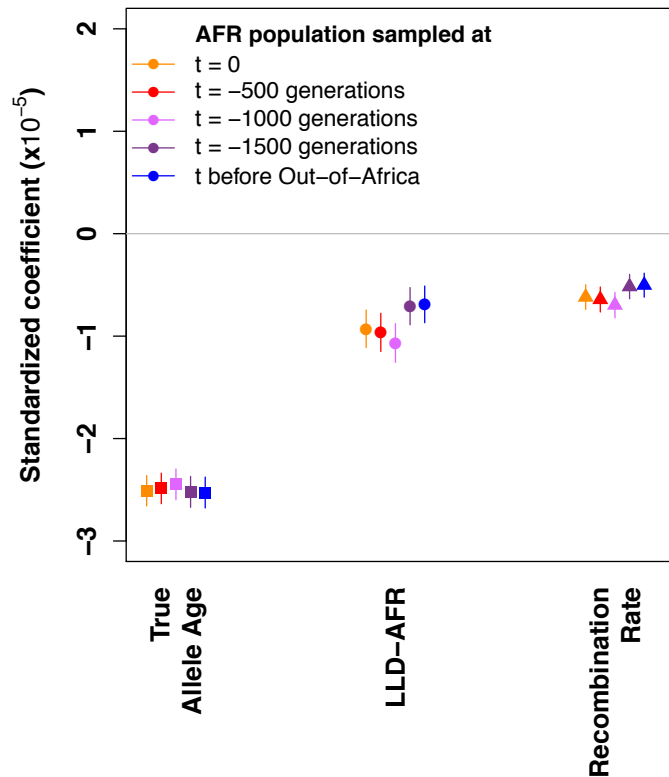 AFR population sampled at
t = 0
t = −500 generations
t = −1000 generations
t = −1500 generations
t before Out−of−Africa
Standardized coefficient (x10−5)
2
1
0
−1
−2
−3
True
Allele Age
LLD−AFR
Recombination
Rate